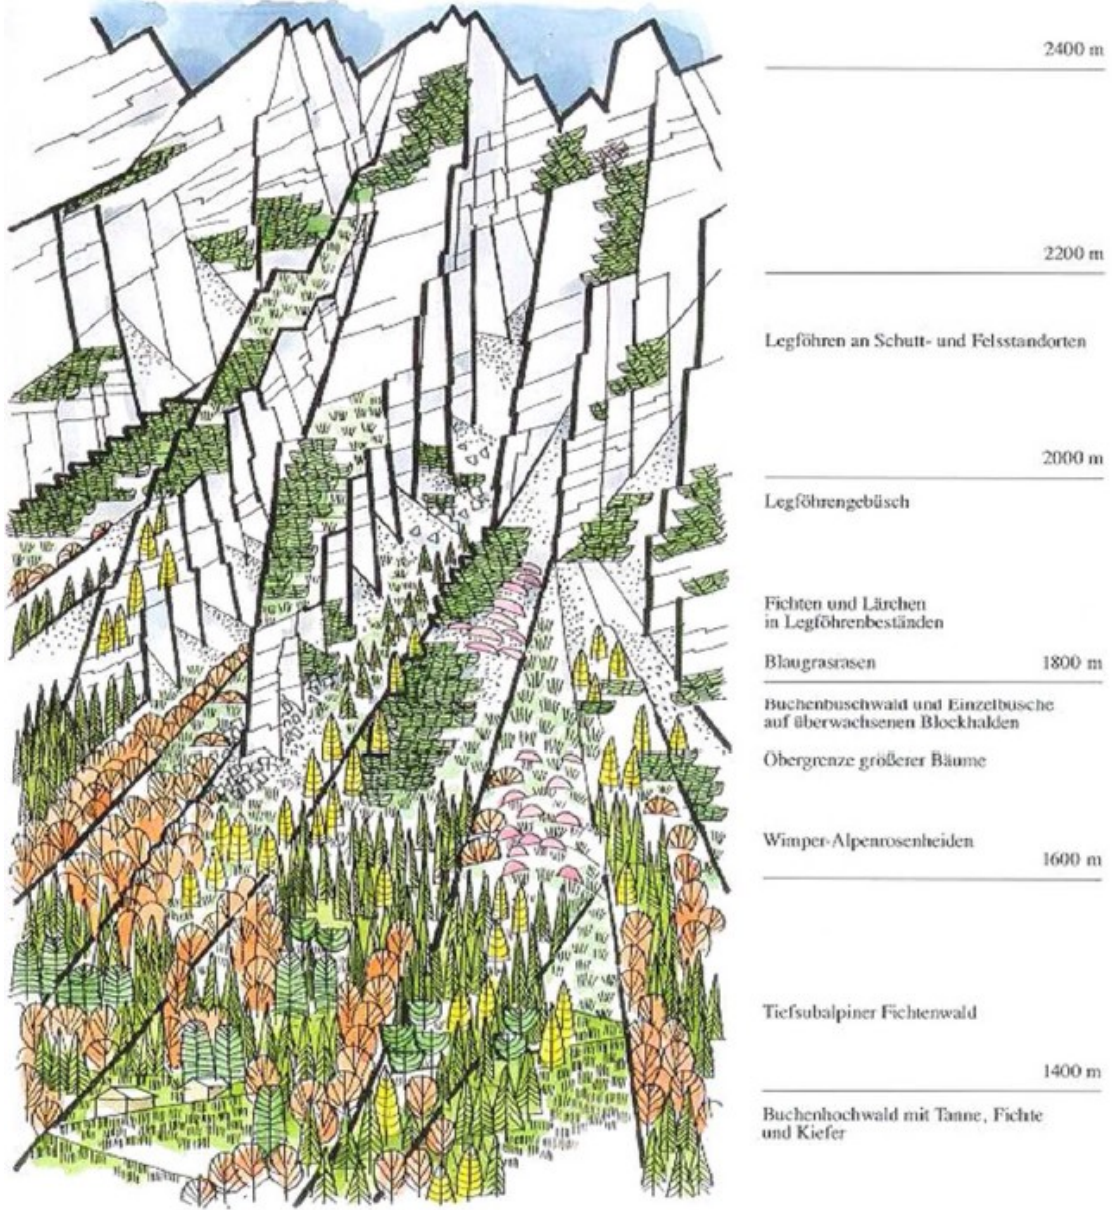 2400 m
2200 m
Legföhren an Schutt- und Felsstandorten
2000 m
Legföhrengebüsch
Fichten und Lärchen
in Legföhrenbeständen
Blaugrasrasen
1800 m
Buchenbuschwald und Einzelbüsche
auf überwachsenen Blockhalden
Obergrenze größerer Bäume
Wimper-Alpenrosenheiden
1600 m
Tiefsubalpiner Fichtenwald
1400 m
Buchenhochwald mit Tanne, Fichte
und Kiefer